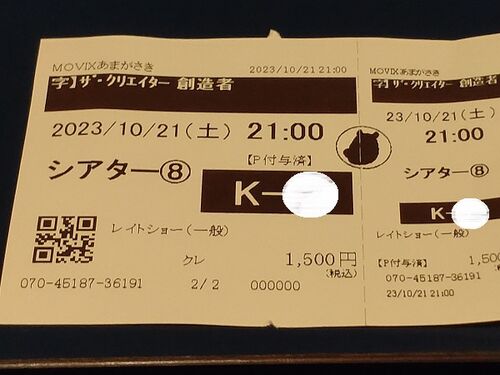 MOVIXあまがさき
2023/10/21 21:00
字】ザ・クリエイター 創造者
2023/10/21(土) 21:00
シアター⑧
【P付与済】
K-
レイトショー(一般)
クレ
1,500円
(税込)
070-45187-36191
2/2
000000
MOVIXあまがさき
字】ザ・クリエイター 創造者
23/10/21(土)
21:00
シアター⑧
K-
レイトショー(一般)
【P付与済】
1,500
070-45187-36191
23/10/21 21:00